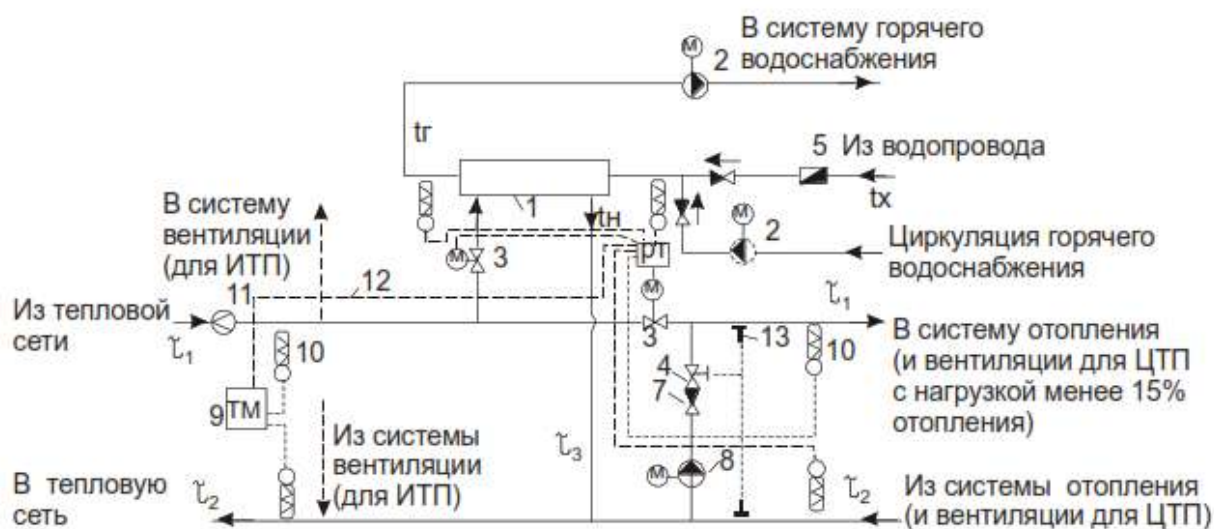 В систему горячего
водоснабжения
М
2
tг
5 Из водопровода
tх
1
tн
В систему
вентиляции
(для ИТП)
М
2
Циркуляция горячего
водоснабжения
М
3
РТ
М
11
12
Из тепловой
сети
τ₁
3
13
τ₁
В систему отопления
(и вентиляции для ЦТП
с нагрузкой менее 15%
отопления)
10
10
4
7
9
ТМ
Из системы
вентиляции
(для ИТП)
τ₃
М
8
В тепловую
сеть
τ₂
τ₂
Из системы отопления
(и вентиляции для ЦТП)